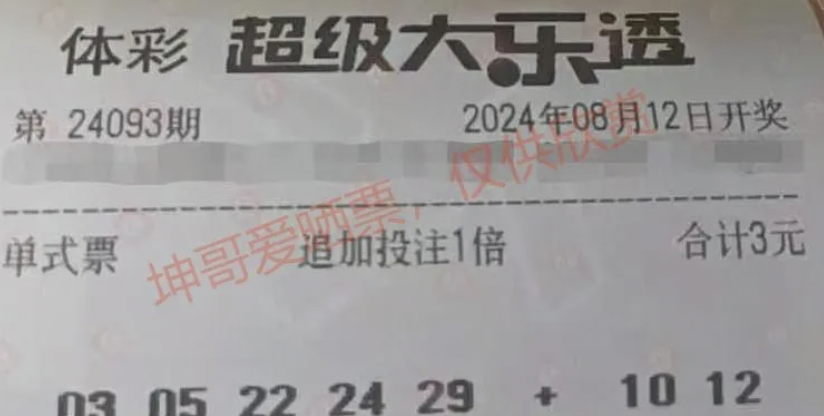 体彩 超级大乐透
第 24093期 2024年08月12日开奖
单式票 追加投注1倍 合计3元
坤哥爱晒票，仅供欣赏
03 05 22 24 29 + 10 12